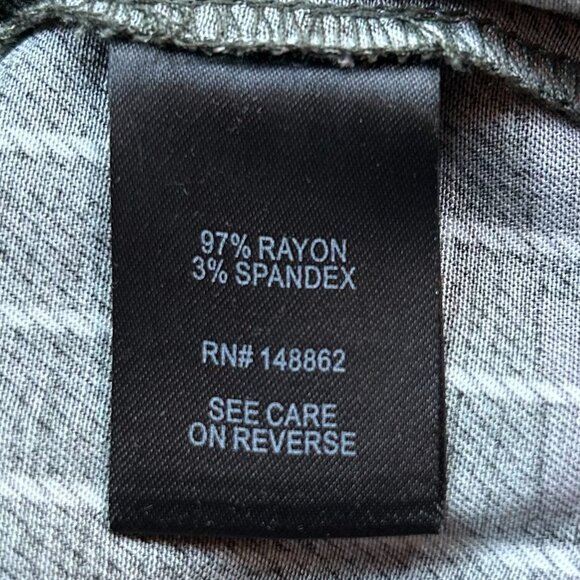 97% RAYON
3% SPANDEX
RN# 148862
SEE CARE
ON REVERSE